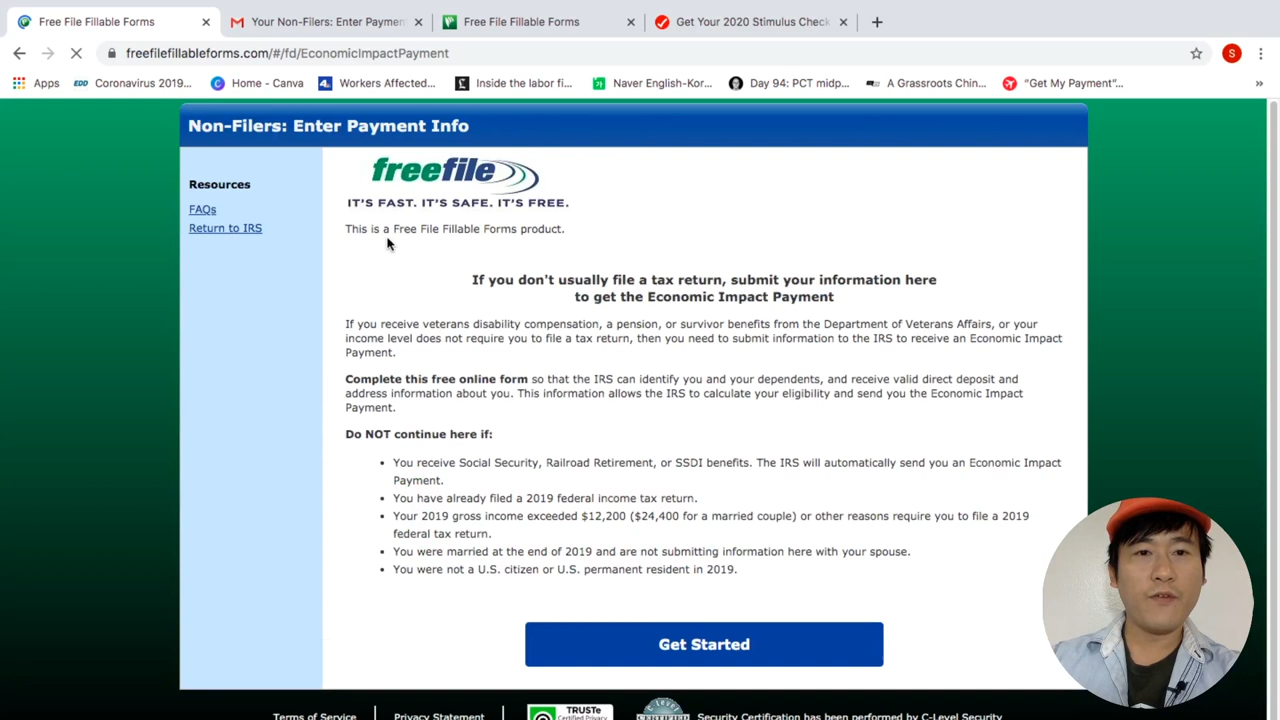 Free File Fillable Forms
Your Non-Filers: Enter Paymen
Free File Fillable Forms
Get Your 2020 Stimulus Check
freefilefillableforms.com/#/fd/EconomicImpactPayment
S
Apps
EDD Coronavirus 2019...
Home - Canva
Workers Affected...
Inside the labor fi...
Naver English-Kor...
Day 94: PCT midp...
A Grassroots Chin...
“Get My Payment”...
»
Non-Filers: Enter Payment Info
Resources
FAQs
Return to IRS
freefile
IT'S FAST. IT'S SAFE. IT'S FREE.
This is a Free File Fillable Forms product.
If you don't usually file a tax return, submit your information here
to get the Economic Impact Payment
If you receive veterans disability compensation, a pension, or survivor benefits from the Department of Veterans Affairs, or your
income level does not require you to file a tax return, then you need to submit information to the IRS to receive an Economic Impact
Payment.
Complete this free online form so that the IRS can identify you and your dependents, and receive valid direct deposit and
address information about you. This information allows the IRS to calculate your eligibility and send you the Economic Impact
Payment.
Do NOT continue here if:
• You receive Social Security, Railroad Retirement, or SSDI benefits. The IRS will automatically send you an Economic Impact
Payment.
• You have already filed a 2019 federal income tax return.
• Your 2019 gross income exceeded $12,200 ($24,400 for a married couple) or other reasons require you to file a 2019
federal tax return.
• You were married at the end of 2019 and are not submitting information here with your spouse.
• You were not a U.S. citizen or U.S. permanent resident in 2019.
Get Started
Terms of Service
Privacy Statement
TRUSTe
Certified Privacy
Security Certification has been performed by C-Level Security